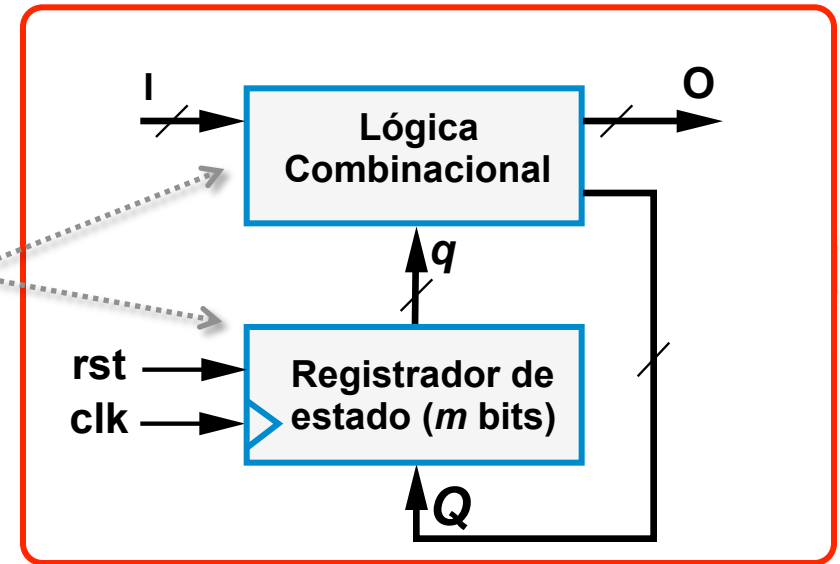 I
O
Lógica
Combinacional
q
rst
clk
Registrador de
estado (m bits)
Q